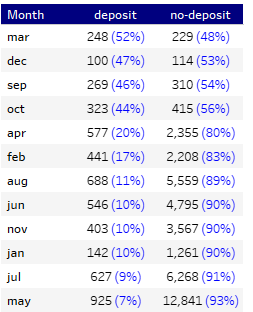 Month deposit no-deposit
mar 248 (52%) 229 (48%)
dec 100 (47%) 114 (53%)
sep 269 (46%) 310 (54%)
oct 323 (44%) 415 (56%)
apr 577 (20%) 2,355 (80%)
feb 441 (17%) 2,208 (83%)
aug 688 (11%) 5,559 (89%)
jun 546 (10%) 4,795 (90%)
nov 403 (10%) 3,567 (90%)
jan 142 (10%) 1,261 (90%)
jul 627 (9%) 6,268 (91%)
may 925 (7%) 12,841 (93%)